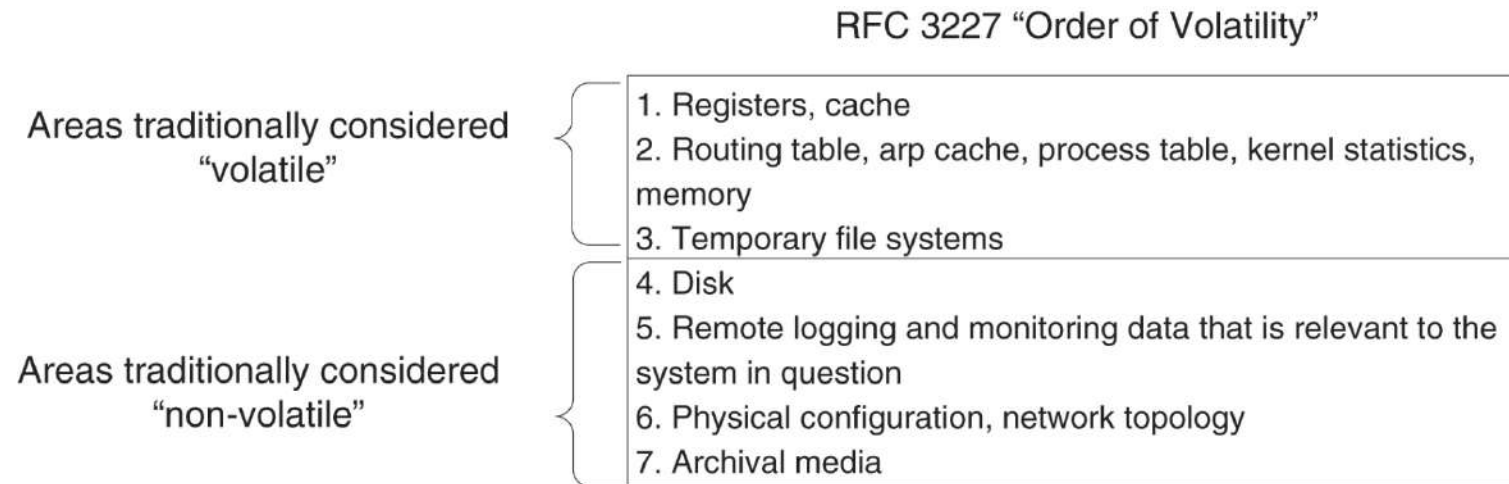 RFC 3227 “Order of Volatility”
Areas traditionally considered
“volatile”
1. Registers, cache
2. Routing table, arp cache, process table, kernel statistics,
memory
3. Temporary file systems
Areas traditionally considered
“non-volatile”
4. Disk
5. Remote logging and monitoring data that is relevant to the
system in question
6. Physical configuration, network topology
7. Archival media